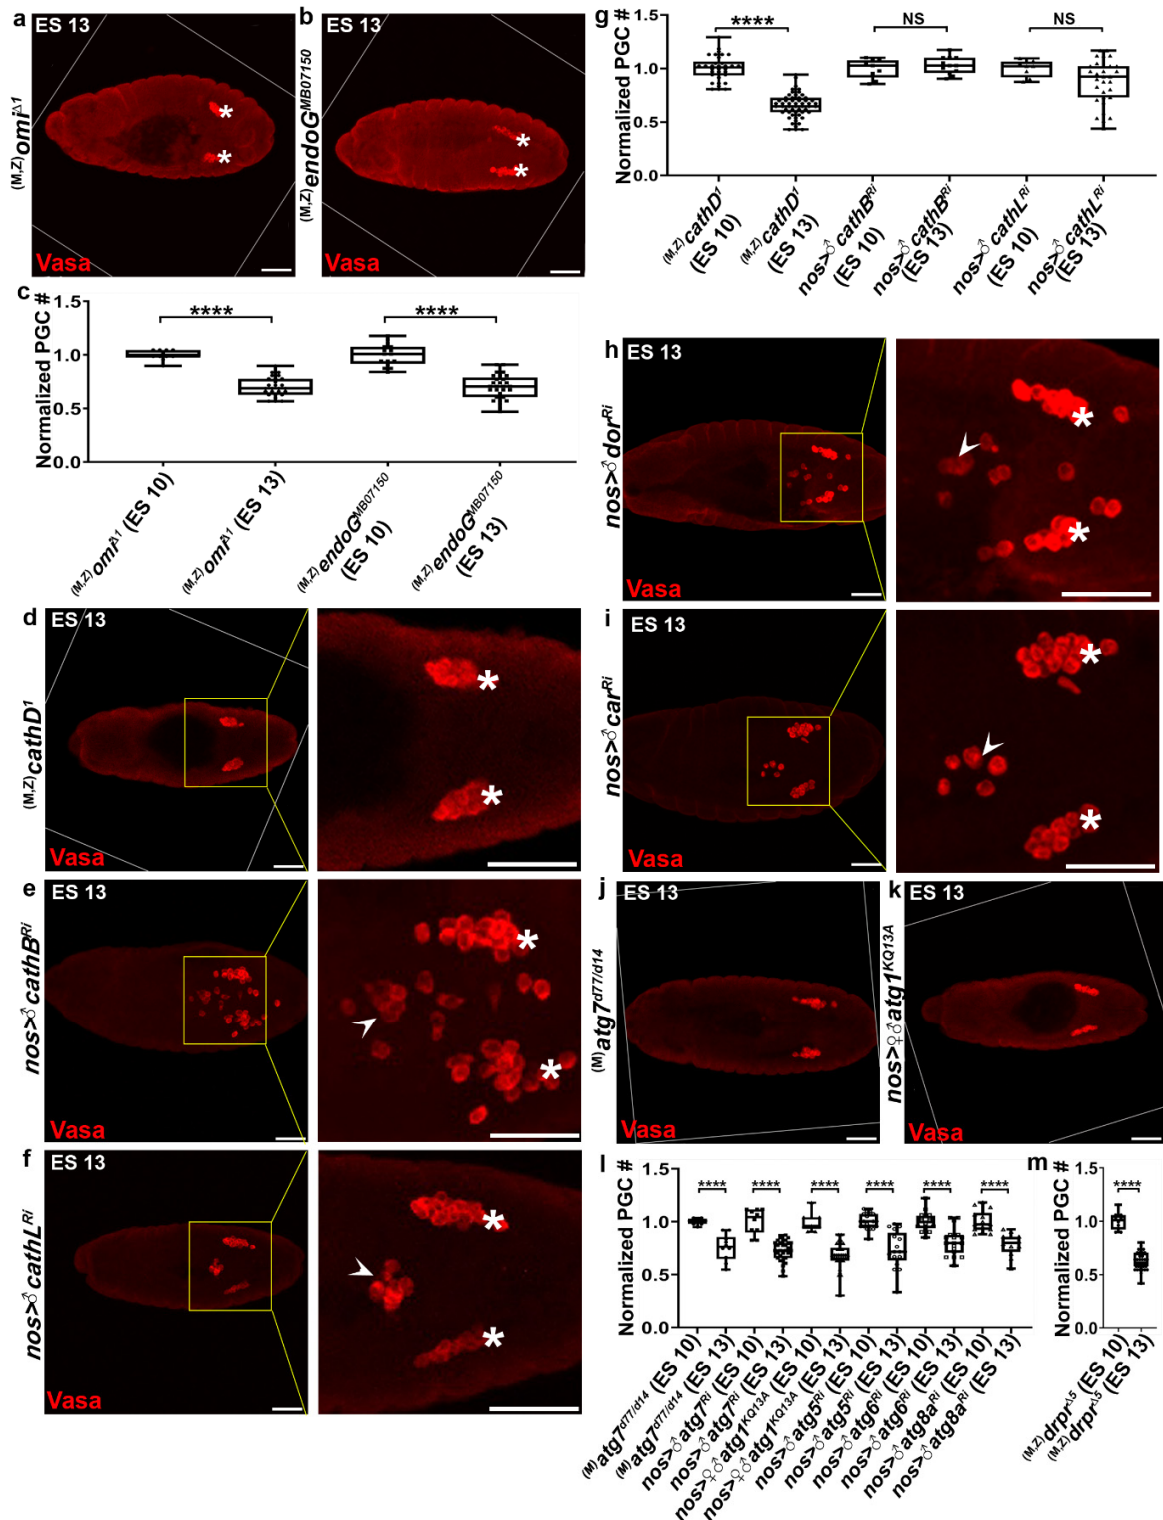 a
ES 13
(M,Z)omiΔ1
Vasa
b
ES 13
(M,Z)endoGMB07150
Vasa
c
Normalized PGC #
1.5
1.0
0.5
0.0
****
****
(M,Z)omiΔ1 (ES 10)
(M,Z)omiΔ1 (ES 13)
(M,Z)endoGMB07150
(ES 10)
(M,Z)endoGMB07150
(ES 13)
d
ES 13
(M,Z)cathD1
Vasa
*
*
e
ES 13
nos>♂cathBRi
Vasa
*
*
f
ES 13
nos>♂cathLRi
Vasa
*
*
g
Normalized PGC #
1.5
1.0
0.5
0.0
****
NS
NS
(M,Z)cathD1
(ES 10)
(M,Z)cathD1
(ES 13)
nos>♂cathBRi
(ES 10)
nos>♂cathBRi
(ES 13)
nos>♂cathLRi
(ES 10)
nos>♂cathLRi
(ES 13)
h
ES 13
nos>♂dorRi
Vasa
*
*
i
ES 13
nos>♂carRi
Vasa
*
*
j
ES 13
(M)atg7d77/d14
Vasa
k
ES 13
nos>♀♂atg1KQ13A
Vasa
l
Normalized PGC #
1.5
1.0
0.5
0.0
****
****
****
****
****
****
(M)atg7d77/d14 (ES 10)
(M)atg7d77/d14 (ES 13)
nos>♂atg7Ri (ES 10)
nos>♂atg7Ri (ES 13)
nos>♀♂atg1KQ13A (ES 10)
nos>♀♂atg1KQ13A (ES 13)
nos>♂atg5Ri (ES 10)
nos>♂atg5Ri (ES 13)
nos>♂atg6Ri (ES 10)
nos>♂atg6Ri (ES 13)
nos>♂atg8aRi (ES 10)
nos>♂atg8aRi (ES 13)
m
Normalized PGC #
1.5
1.0
0.5
0.0
****
(M,Z)drprΔ5 (ES 10)
(M,Z)drprΔ5 (ES 13)